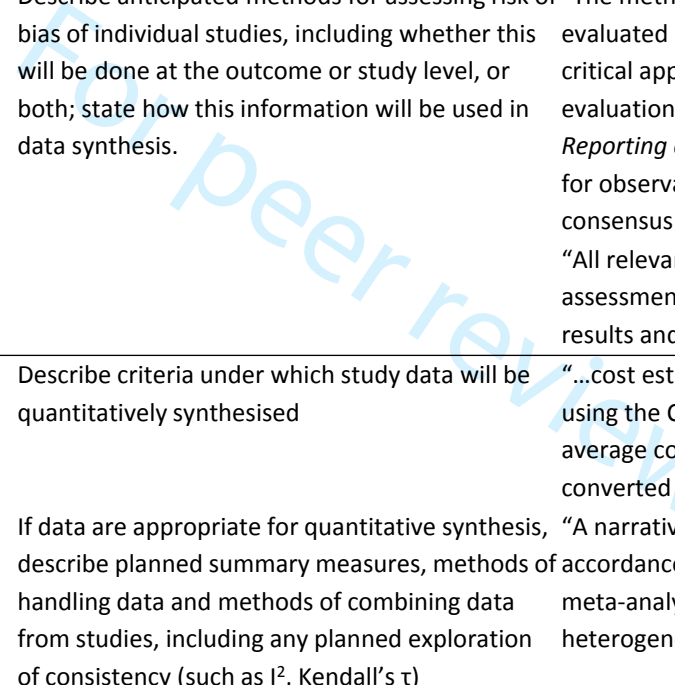 Describe anticipated methods for assessing risk of
bias of individual studies, including whether this
will be done at the outcome or study level, or
both; state how this information will be used in
data synthesis.
"The meth
evaluated
critical ap
evaluation
Reporting
for observa
consensus
"All releva
assessmen
results and
Describe criteria under which study data will be
quantitatively synthesised
"…cost est
using the C
average co
converted
If data are appropriate for quantitative synthesis,
describe planned summary measures, methods of
handling data and methods of combining data
from studies, including any planned exploration
of consistency (such as I², Kendall's τ)
"A narrativ
accordance
meta-analy
heterogen
For peer review